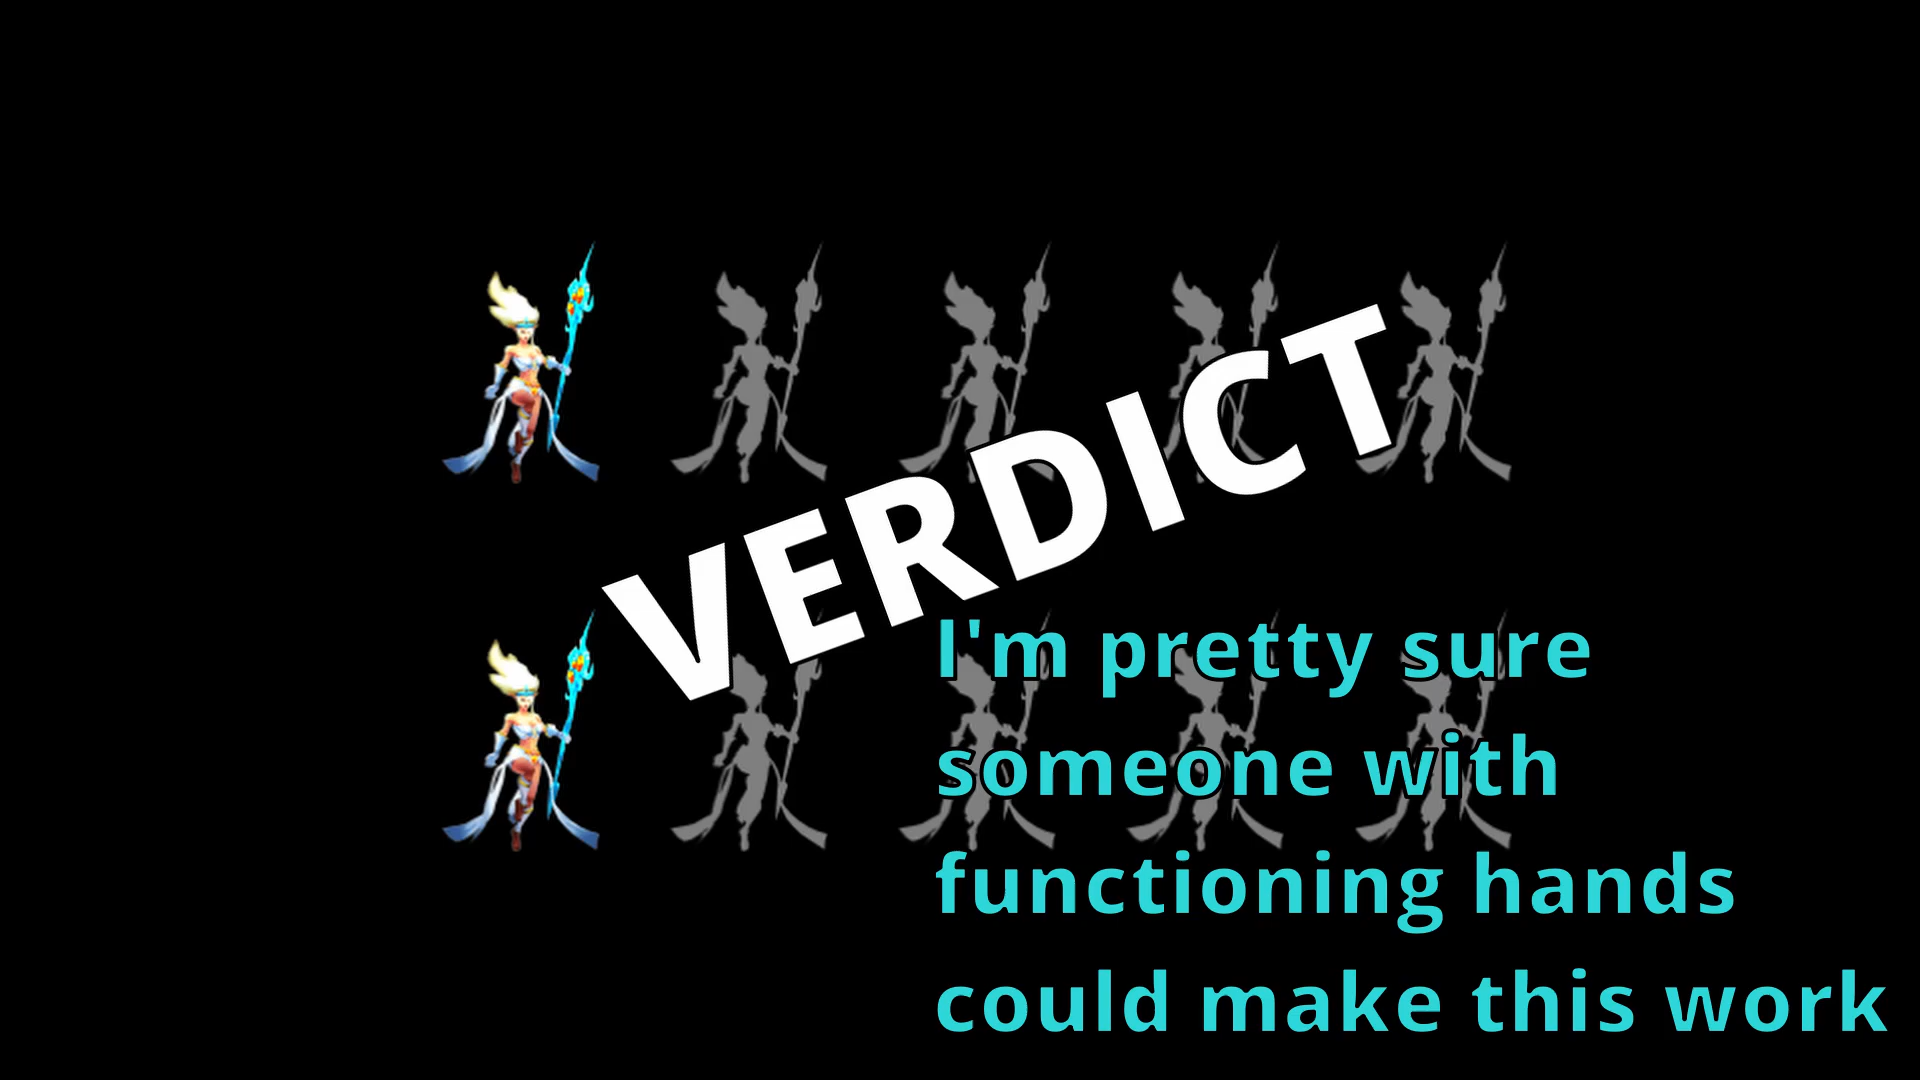 VERDICT
I'm pretty sure
someone with
functioning hands
could make this work